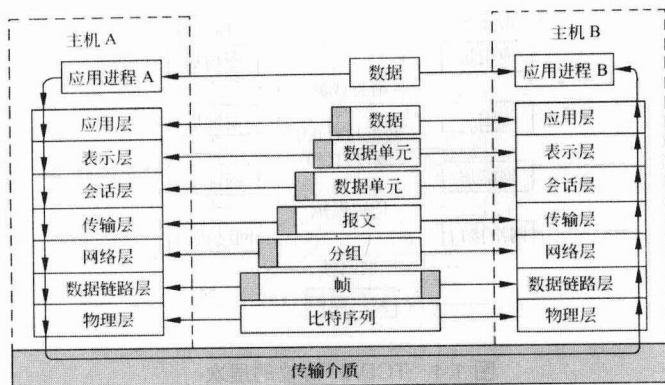 主机 A 主机 B
应用进程 A 数据 应用进程 B
应用层 数据 应用层
表示层 数据单元 表示层
会话层 数据单元 会话层
传输层 报文 传输层
网络层 分组 网络层
数据链路层 帧 数据链路层
物理层 比特序列 物理层
传输介质